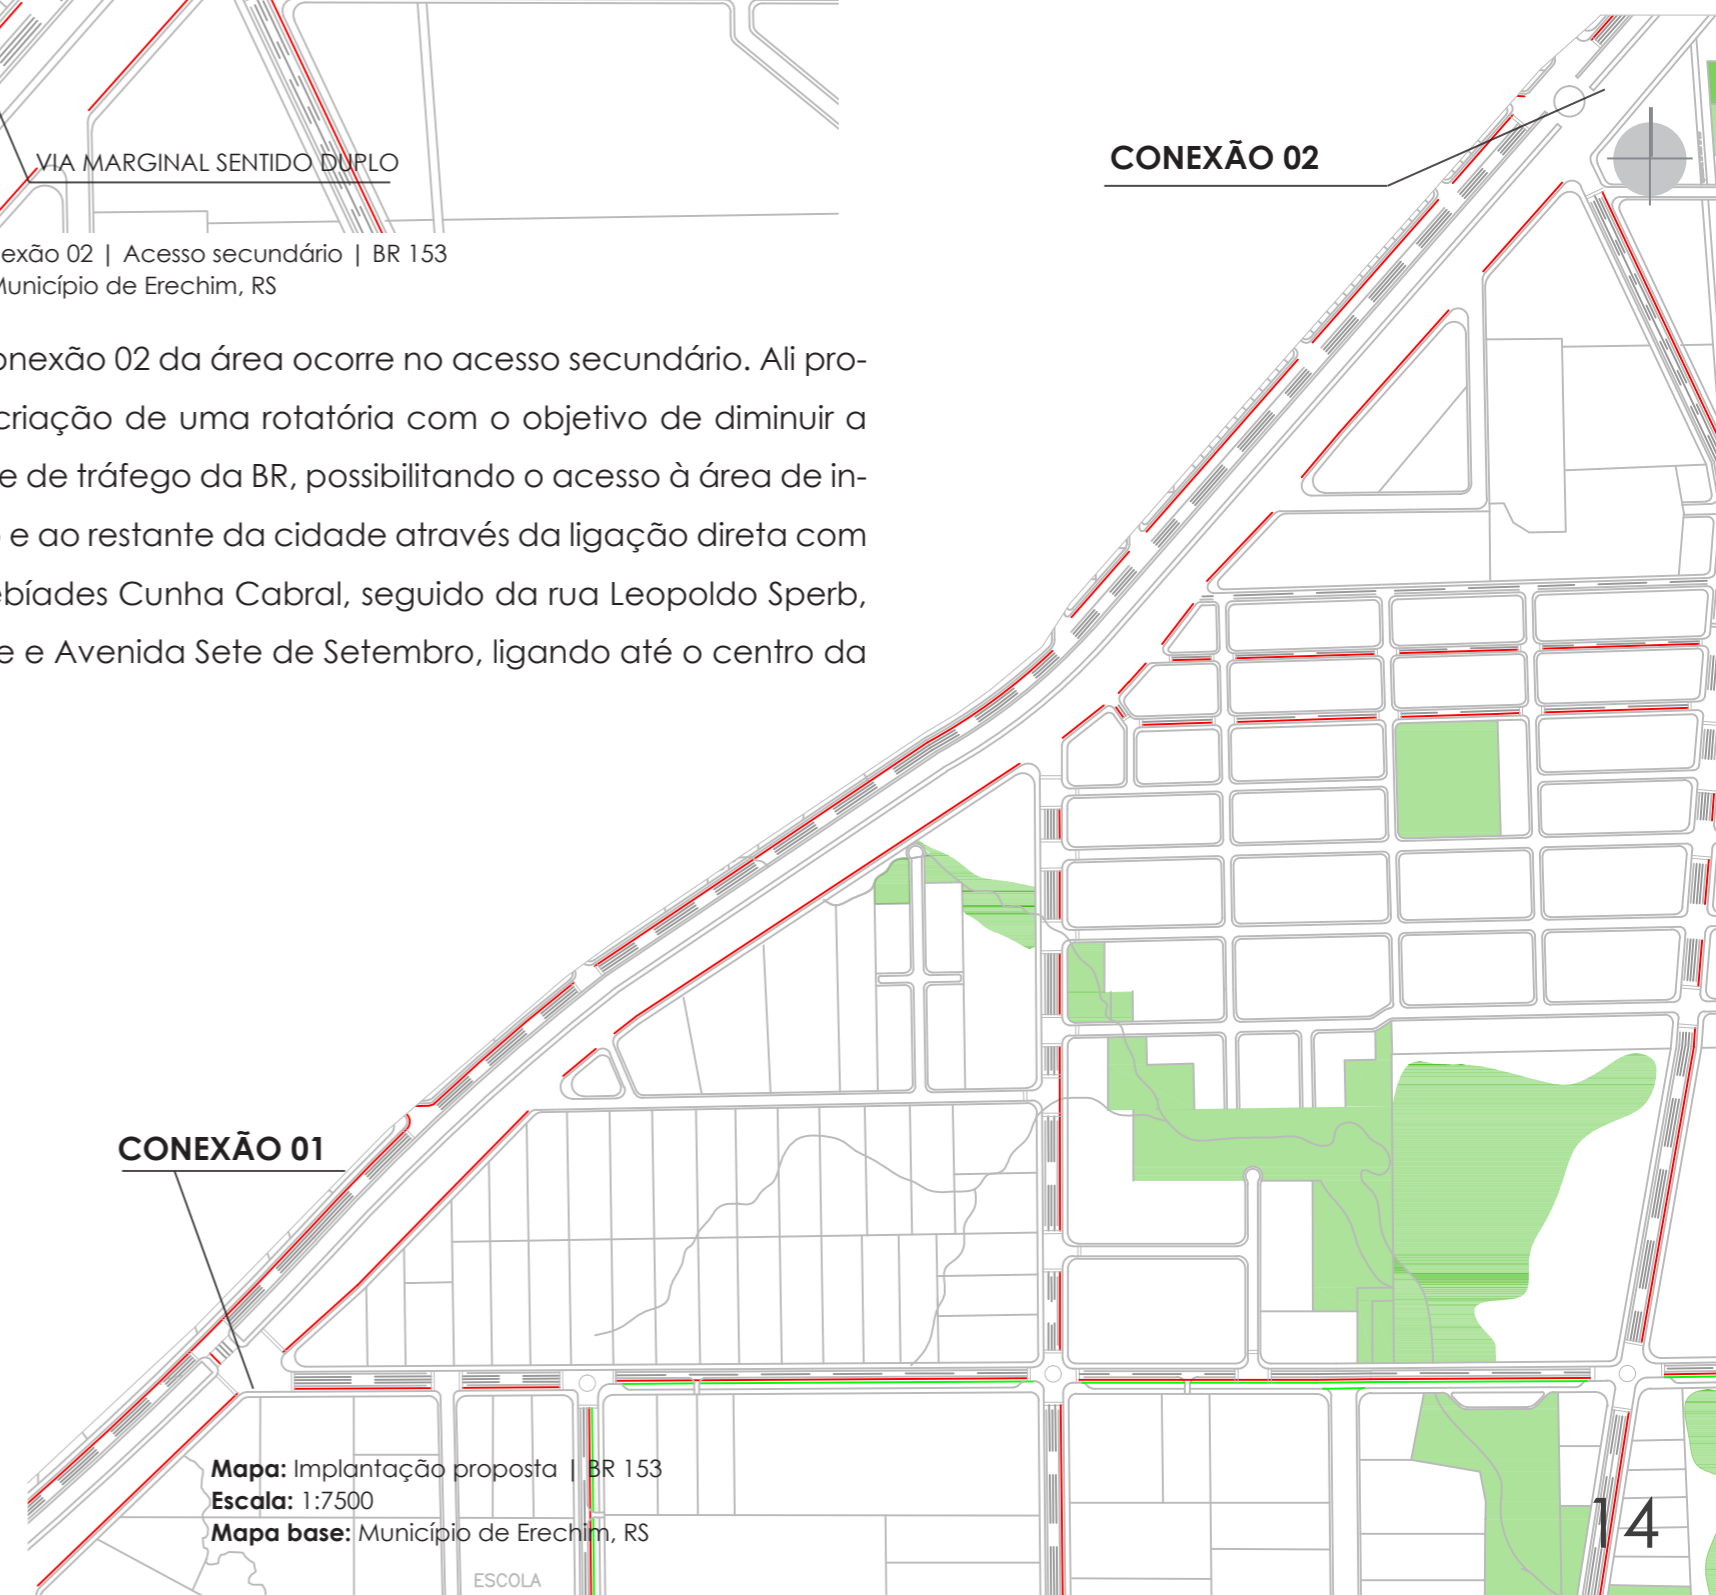 VIA MARGINAL SENTIDO DUPLO
exão 02 | Acesso secundário | BR 153
Município de Erechim, RS
onexão 02 da área ocorre no acesso secundário. Ali pro-
criação de uma rotatória com o objetivo de diminuir a
e de tráfego da BR, possibilitando o acesso à área de in-
o e ao restante da cidade através da ligação direta com
ebíades Cunha Cabral, seguido da rua Leopoldo Sperb,
e e Avenida Sete de Setembro, ligando até o centro da
CONEXÃO 02
CONEXÃO 01
Mapa: Implantação proposta | BR 153
Escala: 1:7500
Mapa base: Município de Erechim, RS
ESCOLA
14